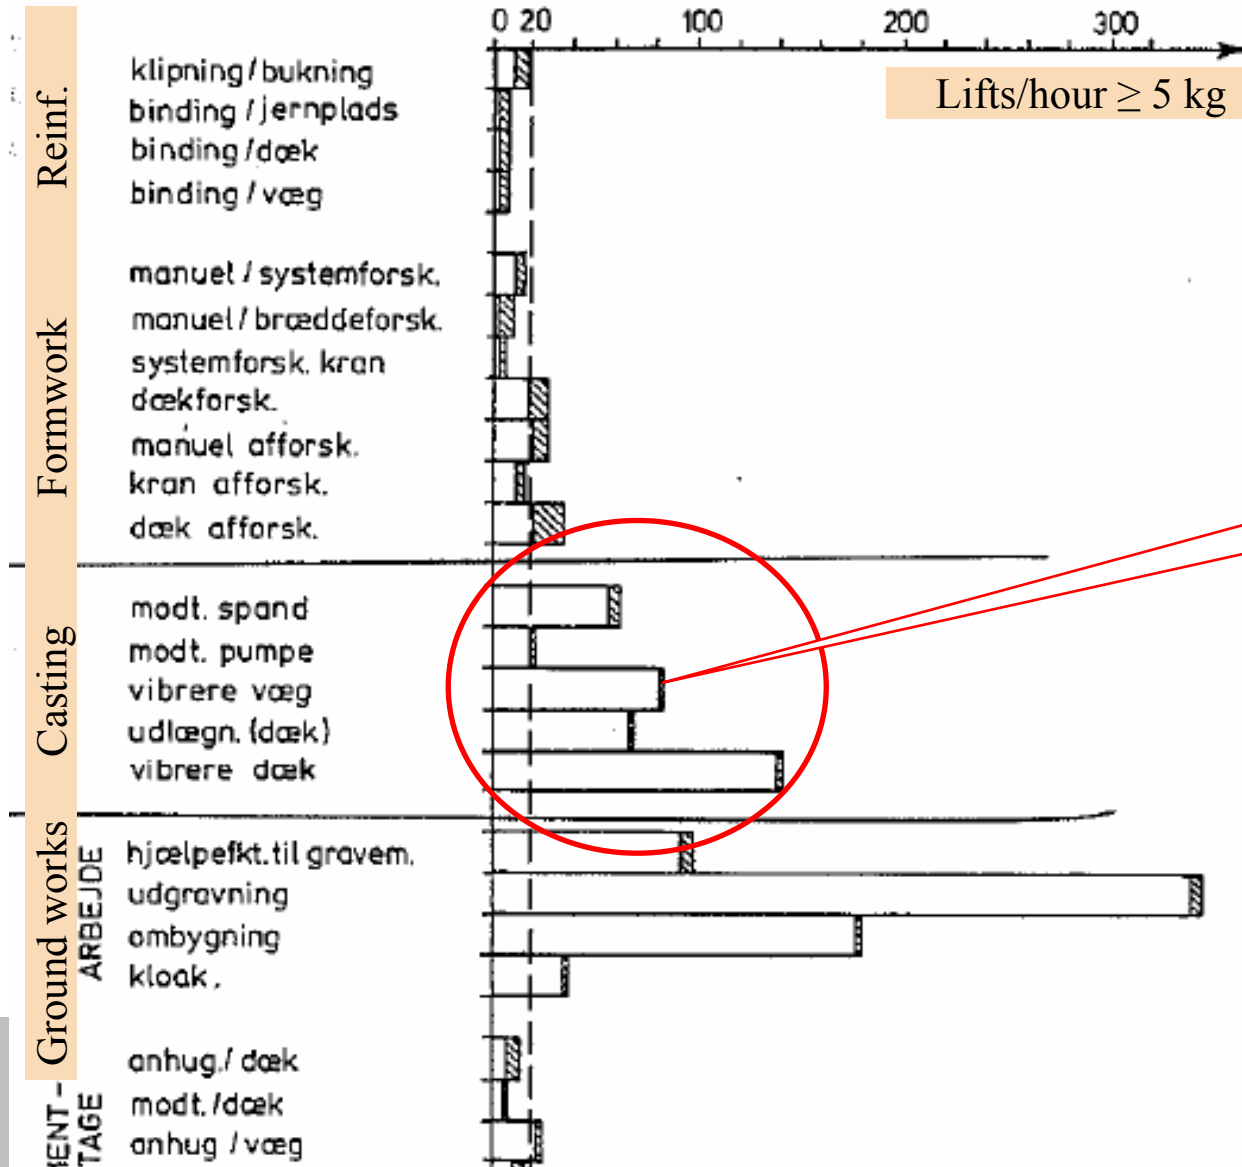 0 20 100 200 300
Lifts/hour ≥ 5 kg
Reinf.
klipning/bukning
binding/jernplads
binding/dæk
binding/væg
Formwork
manuel/systemforsk.
manuel/bræddeforsk.
systemforsk. kran
dækforsk.
manuel afforsk.
kran afforsk.
dæk afforsk.
Casting
modt. spand
modt. pumpe
vibrere væg
udlægn. (dæk)
vibrere dæk
Ground works
ARBEJDE
hjælpefkt. til gravem.
udgravning
ombygning
kloak.
MENT-
TAGE
anhug./dæk
modt./dæk
anhug/væg